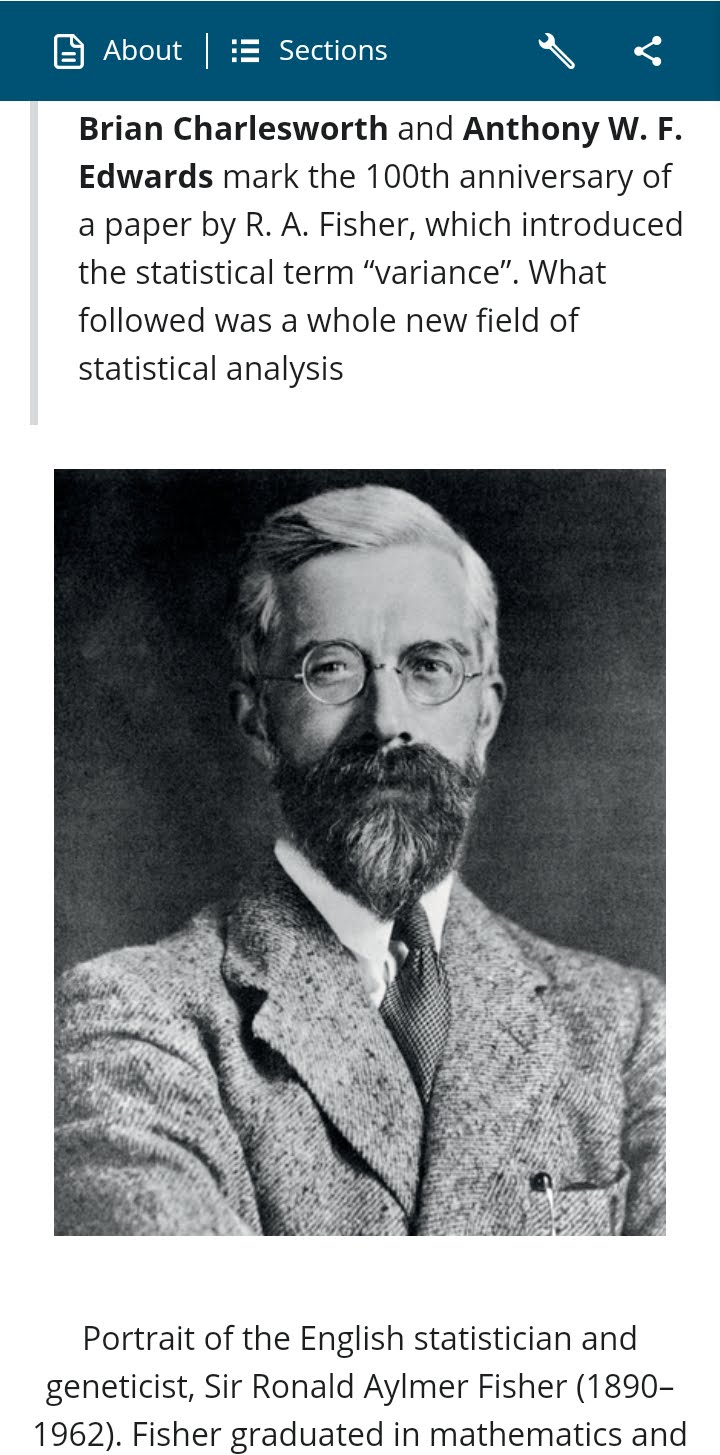 About | Sections
Brian Charlesworth and Anthony W. F.
Edwards mark the 100th anniversary of
a paper by R. A. Fisher, which introduced
the statistical term “variance”. What
followed was a whole new field of
statistical analysis
Portrait of the English statistician and
geneticist, Sir Ronald Aylmer Fisher (1890–
1962). Fisher graduated in mathematics and